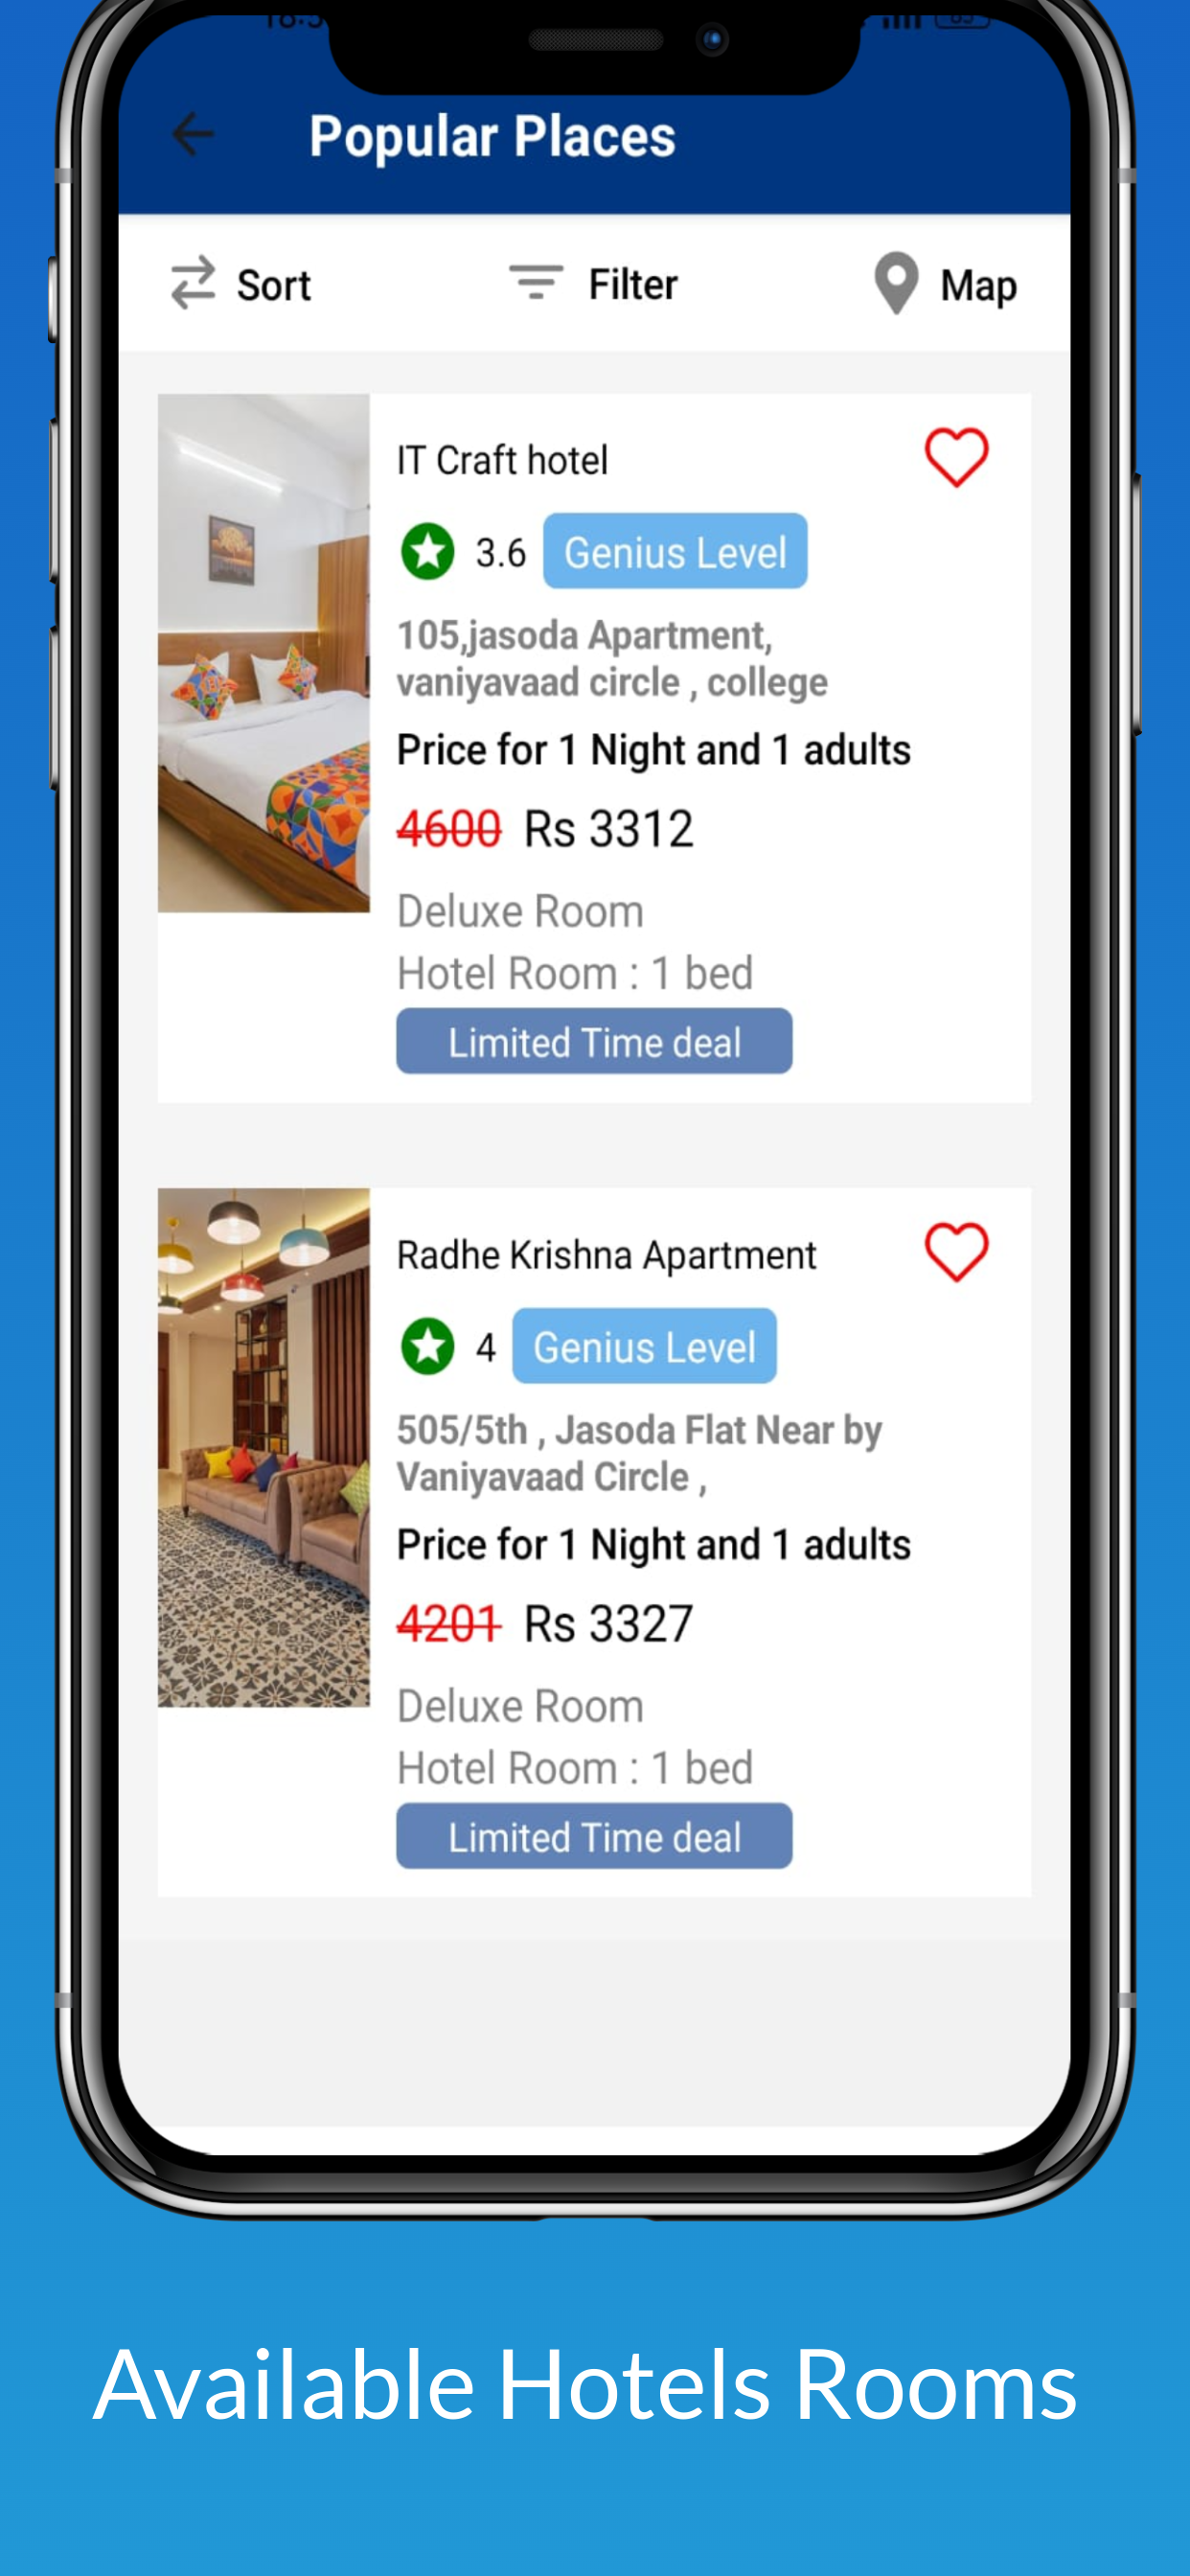 Popular Places
Sort
Filter
Map
IT Craft hotel
3.6 Genius Level
105,jasoda Apartment,
vaniyavaad circle , college
Price for 1 Night and 1 adults
4600 Rs 3312
Deluxe Room
Hotel Room : 1 bed
Limited Time deal
Radhe Krishna Apartment
4 Genius Level
505/5th , Jasoda Flat Near by
Vaniyavaad Circle ,
Price for 1 Night and 1 adults
4201 Rs 3327
Deluxe Room
Hotel Room : 1 bed
Limited Time deal
Available Hotels Rooms